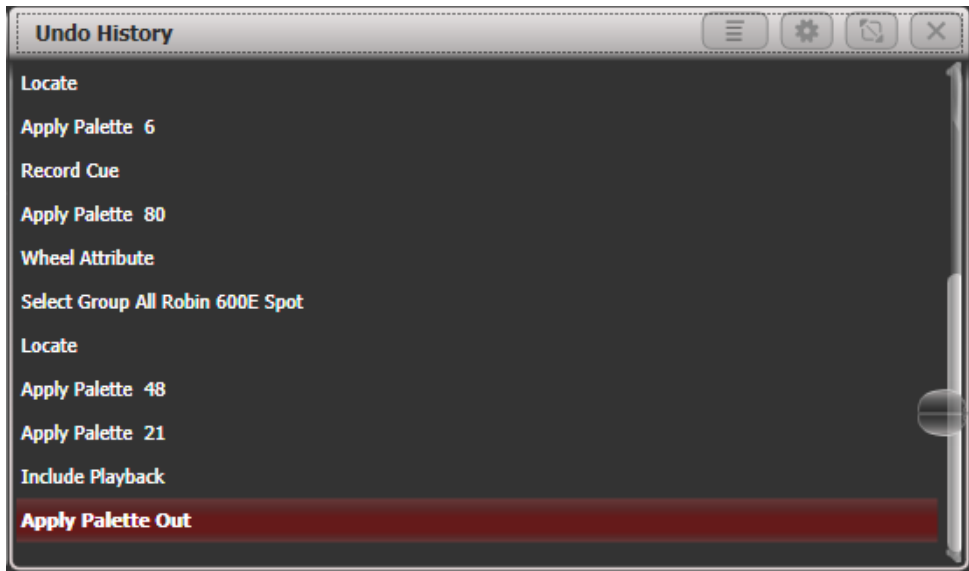 Undo History
Locate
Apply Palette 6
Record Cue
Apply Palette 80
Wheel Attribute
Select Group All Robin 600E Spot
Locate
Apply Palette 48
Apply Palette 21
Include Playback
Apply Palette Out